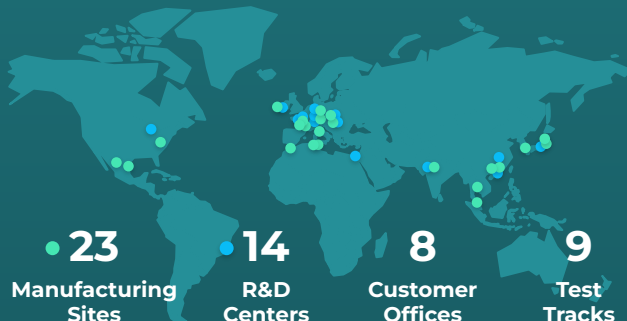 23 14 8 9
Manufacturing R&D Customer Test
Sites Centers Offices Tracks